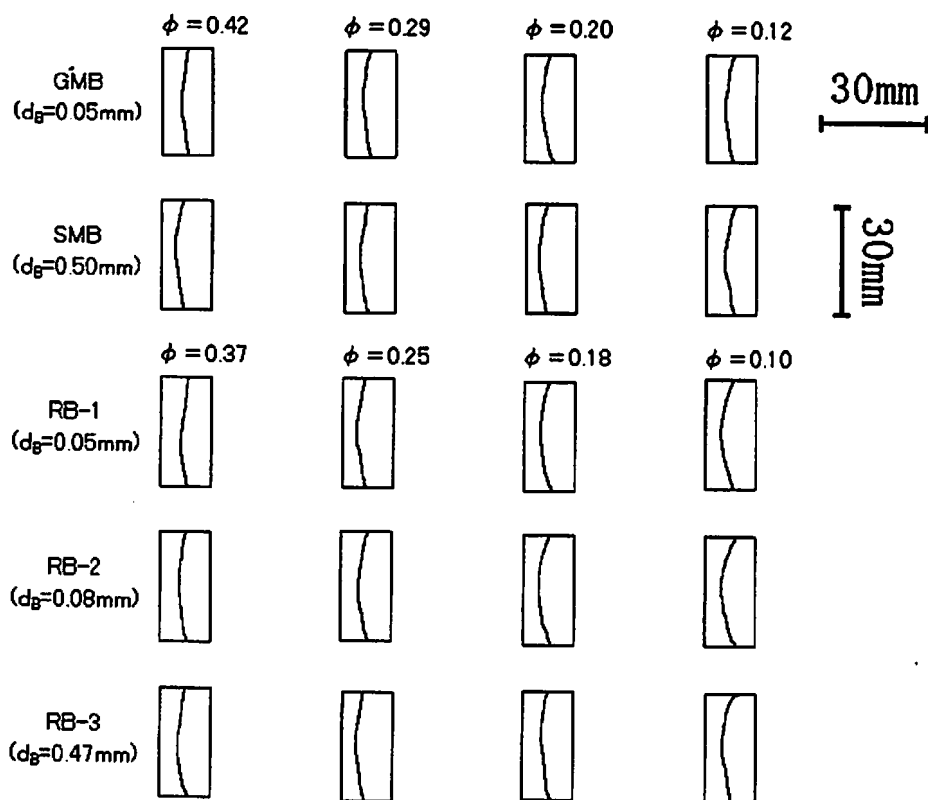 ϕ =0.42 ϕ =0.29 ϕ =0.20 ϕ =0.12
GMB
(dB=0.05mm)
30mm
SMB
(dB=0.50mm)
30mm
ϕ =0.37 ϕ =0.25 ϕ =0.18 ϕ =0.10
RB-1
(dB=0.05mm)
RB-2
(dB=0.08mm)
RB-3
(dB=0.47mm)